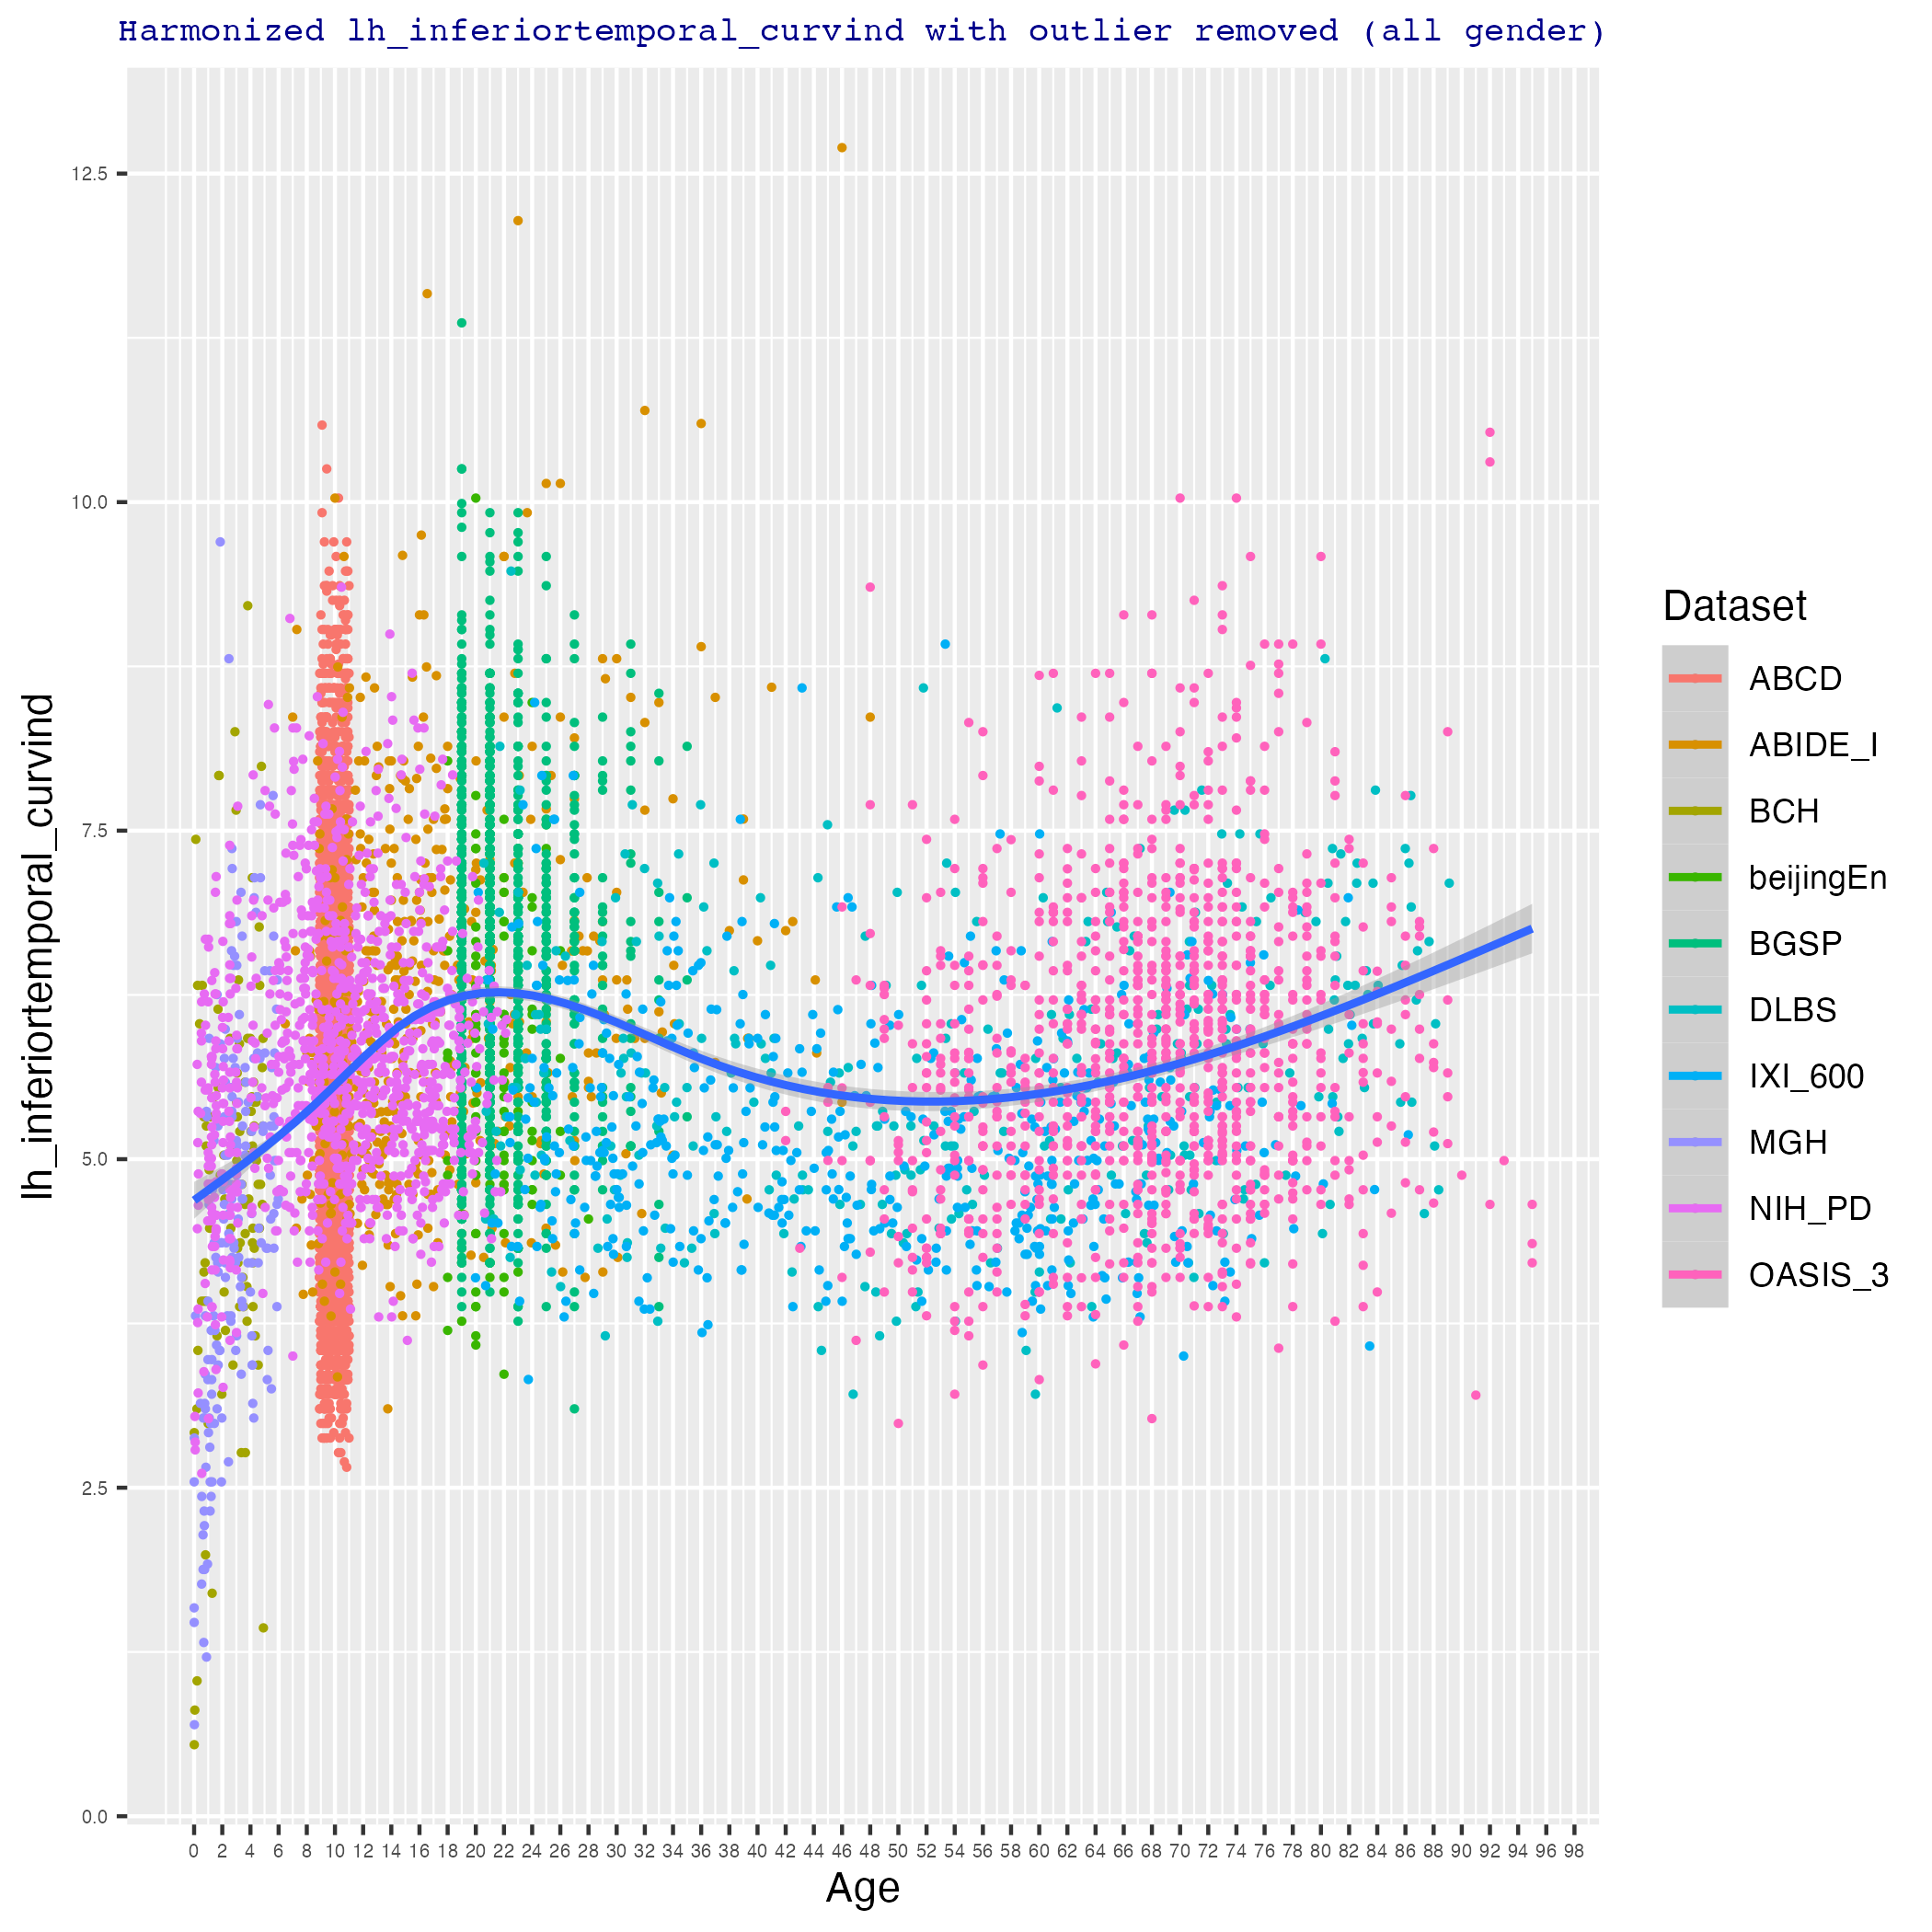 Harmonized lh_inferiortemporal_curvind with outlier removed (all gender)
lh_inferiortemporal_curvind
12.5
10.0
7.5
5.0
2.5
0.0
0 2 4 6 8 10 12 14 16 18 20 22 24 26 28 30 32 34 36 38 40 42 44 46 48 50 52 54 56 58 60 62 64 66 68 70 72 74 76 78 80 82 84 86 88 90 92 94 96 98
Age
Dataset
ABCD
ABIDE_I
BCH
beijingEn
BGSP
DLBS
IXI_600
MGH
NIH_PD
OASIS_3